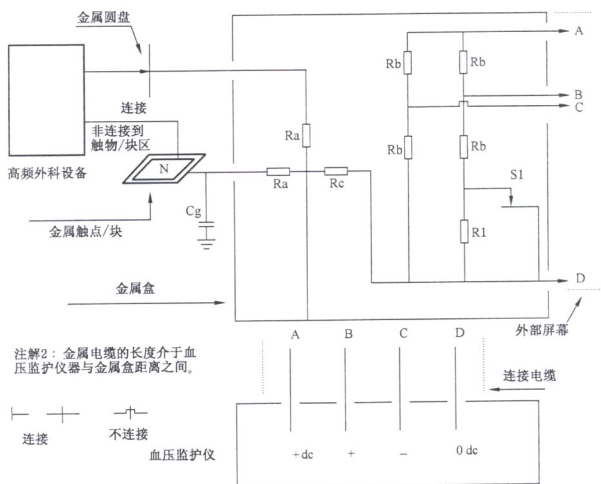 金属圆盘
A
Rb
Rb
B
C
连接
非连接到
触物/块区
Ra
Rb
Rb
S1
高频外科设备
N
Ra
Rc
Cg
R1
金属触点/块
D
金属盒
外部屏幕
A
B
C
D
注解2：金属电缆的长度介于血
压监护仪器与金属盒距离之间。
连接电缆
连接
不连接
血压监护仪
+ dc
+
–
0 dc